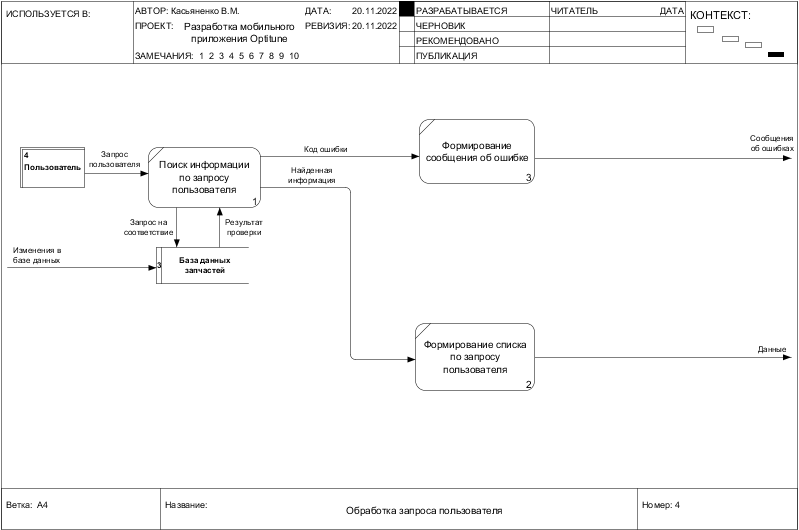 ИСПОЛЬЗУЕТСЯ В:
АВТОР: Касьяненко В.М.
ДАТА: 20.11.2022
ПРОЕКТ: Разработка мобильного
приложения Optitune
РЕВИЗИЯ: 20.11.2022
ЗАМЕЧАНИЯ: 1 2 3 4 5 6 7 8 9 10
РАЗРАБАТЫВАЕТСЯ
ЧЕРНОВИК
РЕКОМЕНДОВАНО
ПУБЛИКАЦИЯ
ЧИТАТЕЛЬ
ДАТА
КОНТЕКСТ:
4
Пользователь
Запрос
пользователя
Поиск информации
по запросу
пользователя
1
Код ошибки
Найденная
информация
Формирование
сообщения об ошибке
3
Сообщения
об ошибках
Запрос на
соответствие
Результат
проверки
Изменения в
базе данных
3
База данных
запчастей
Формирование списка
по запросу
пользователя
2
Данные
Ветка: А4
Название:
Обработка запроса пользователя
Номер: 4